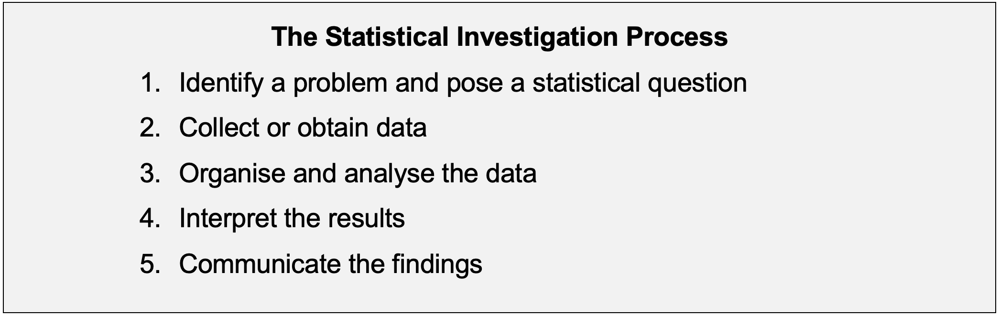 The Statistical Investigation Process
1. Identify a problem and pose a statistical question
2. Collect or obtain data
3. Organise and analyse the data
4. Interpret the results
5. Communicate the findings